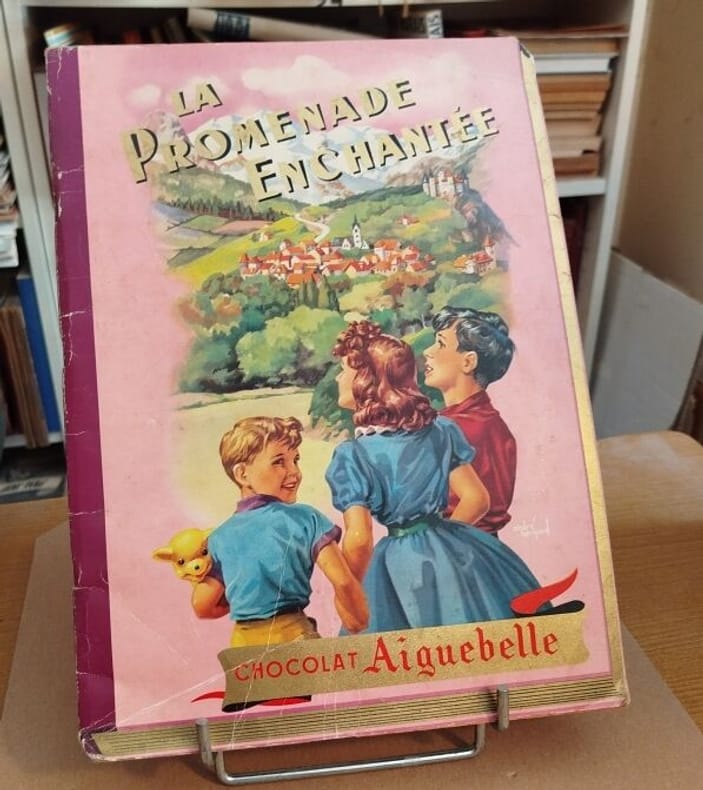 LA
PROMENADE
ENCHANTÉE
CHOCOLAT Aiguebelle